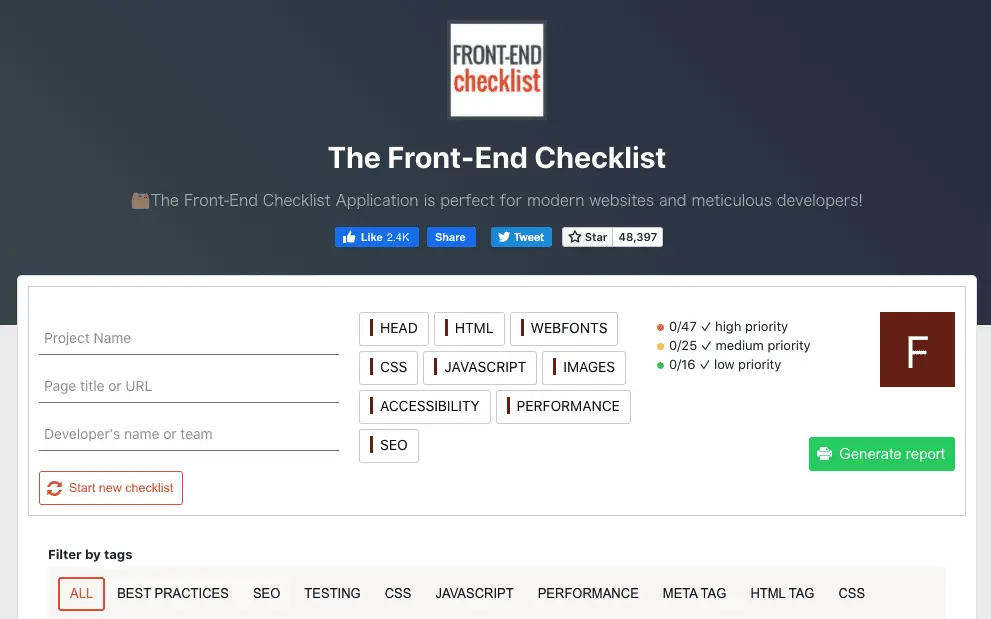 FRONT-END
checklist
The Front-End Checklist
The Front-End Checklist Application is perfect for modern websites and meticulous developers!
Like 2.4K Share Tweet Star 48,397
Project Name
Page title or URL
Developer's name or team
Start new checklist
HEAD HTML WEBFONTS
CSS JAVASCRIPT IMAGES
ACCESSIBILITY PERFORMANCE
SEO
0/47 ✓ high priority
0/25 ✓ medium priority
0/16 ✓ low priority
F
Generate report
Filter by tags
ALL BEST PRACTICES SEO TESTING CSS JAVASCRIPT PERFORMANCE META TAG HTML TAG CSS